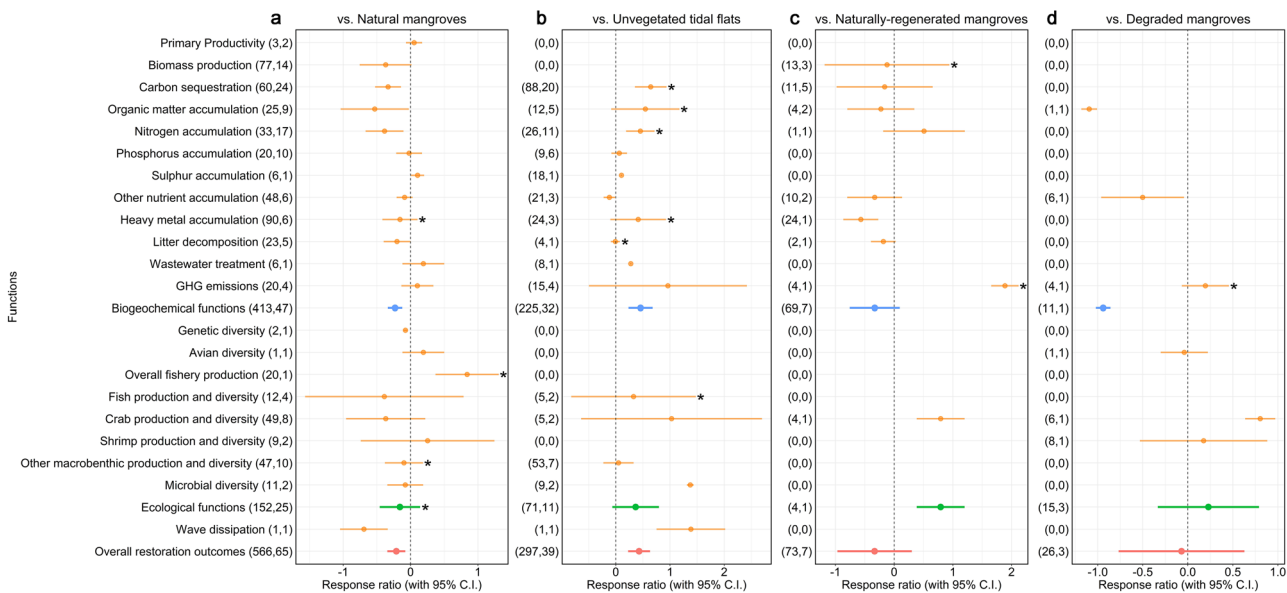 a vs. Natural mangroves b vs. Unvegetated tidal flats c vs. Naturally-regenerated mangroves d vs. Degraded mangroves
Functions
Primary Productivity (3,2) (0,0) (0,0) (0,0)
Biomass production (77,14) (0,0) (13,3) * (0,0)
Carbon sequestration (60,24) (88,20) * (11,5) (0,0)
Organic matter accumulation (25,9) (12,5) * (4,2) (1,1)
Nitrogen accumulation (33,17) (26,11) * (1,1) (0,0)
Phosphorus accumulation (20,10) (9,6) (0,0) (0,0)
Sulphur accumulation (6,1) (18,1) (0,0) (0,0)
Other nutrient accumulation (48,6) (21,3) (10,2) (6,1)
Heavy metal accumulation (90,6) * (24,3) * (24,1) (0,0)
Litter decomposition (23,5) (4,1) * (2,1) (0,0)
Wastewater treatment (6,1) (8,1) (0,0) (0,0)
GHG emissions (20,4) (15,4) (4,1) * (4,1) *
Biogeochemical functions (413,47) (225,32) (69,7) (11,1)
Genetic diversity (2,1) (0,0) (0,0) (0,0)
Avian diversity (1,1) (0,0) (0,0) (1,1)
Overall fishery production (20,1) * (0,0) (0,0) (0,0)
Fish production and diversity (12,4) (5,2) * (0,0) (0,0)
Crab production and diversity (49,8) (5,2) (4,1) (6,1)
Shrimp production and diversity (9,2) (0,0) (0,0) (8,1)
Other macrobenthic production and diversity (47,10) * (53,7) (0,0) (0,0)
Microbial diversity (11,2) (9,2) (0,0) (0,0)
Ecological functions (152,25) * (71,11) (4,1) (15,3)
Wave dissipation (1,1) (1,1) (0,0) (0,0)
Overall restoration outcomes (566,65) (297,39) (73,7) (26,3)
-1 0 1 0 2 -1 0 1 2 -1.0 -0.5 0.0 0.5 1.0
Response ratio (with 95% C.I.) Response ratio (with 95% C.I.) Response ratio (with 95% C.I.) Response ratio (with 95% C.I.)